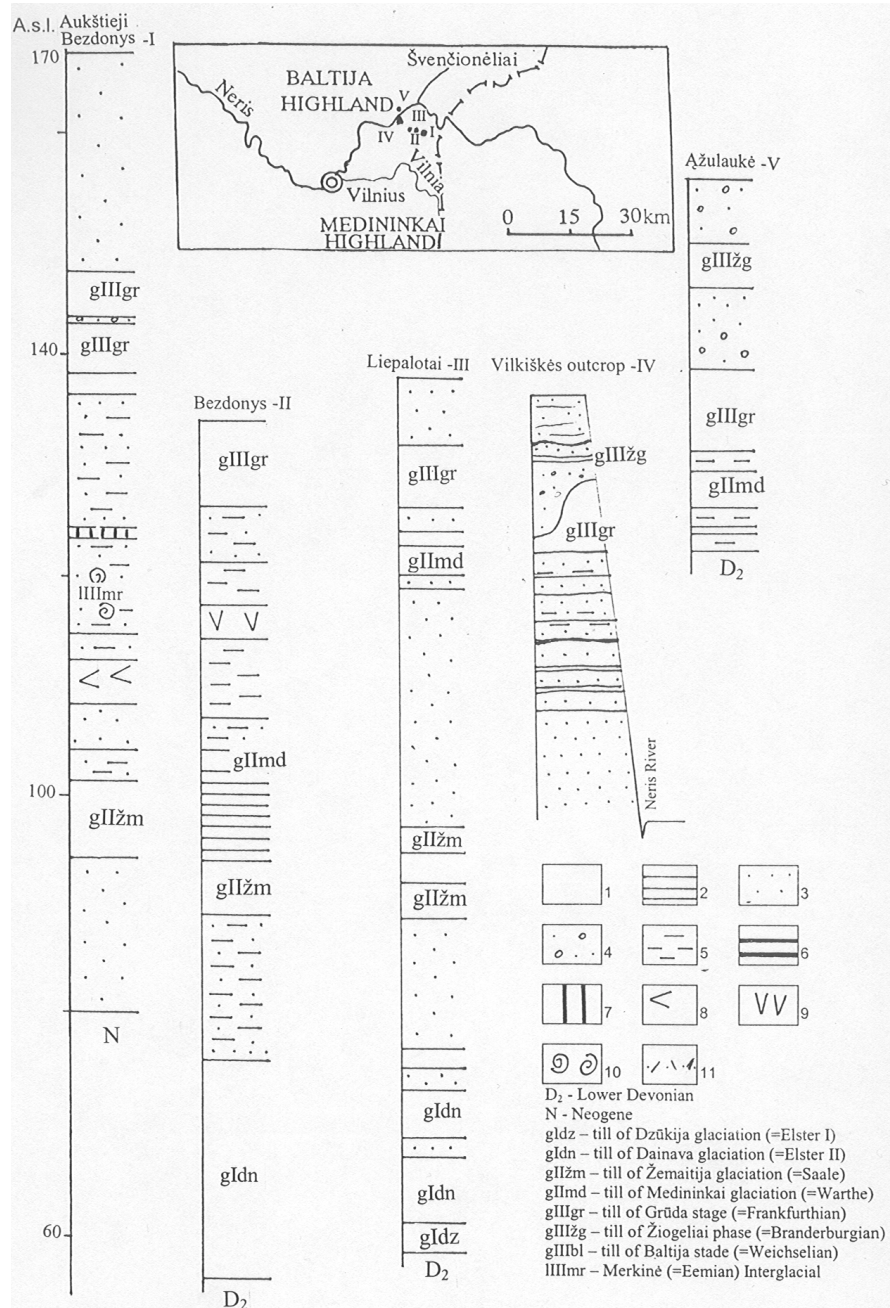 A.s.l.
Aukštieji
Bezdonys -I
170
140
100
60
gIIIgr
gIIIgr
lIIImr
gIIžm
N
Neris
BALTIJA
HIGHLAND
Švenčionėliai
V
III
IV
II
I
Vilnia
Vilnius
MEDININKAI
HIGHLAND
0 15 30 km
Bezdonys -II
gIIIgr
gIImd
gIIžm
gIdn
D2
Liepalotai -III
gIIIgr
gIImd
gIIžm
gIIžm
gIdn
gIdn
gIdz
D2
Vilkiškės outcrop -IV
gIIIžg
gIIIgr
Neris River
Ąžulaukė -V
gIIIžg
gIIIgr
gIImd
D2
1 2 3
4 5 6
7 8 9
10 11
D2 - Lower Devonian
N - Neogene
gIdz – till of Dzūkija glaciation (=Elster I)
gIdn – till of Dainava glaciation (=Elster II)
gIIžm – till of Žemaitija glaciation (=Saale)
gIImd – till of Medininkai glaciation (=Warthe)
gIIIgr – till of Grūda stage (=Frankfurthian)
gIIIžg – till of Žiogeliai phase (=Branderburgian)
gIIIbl – till of Baltija stade (=Weichselian)
lIIImr – Merkinė (=Eemian) Interglacial